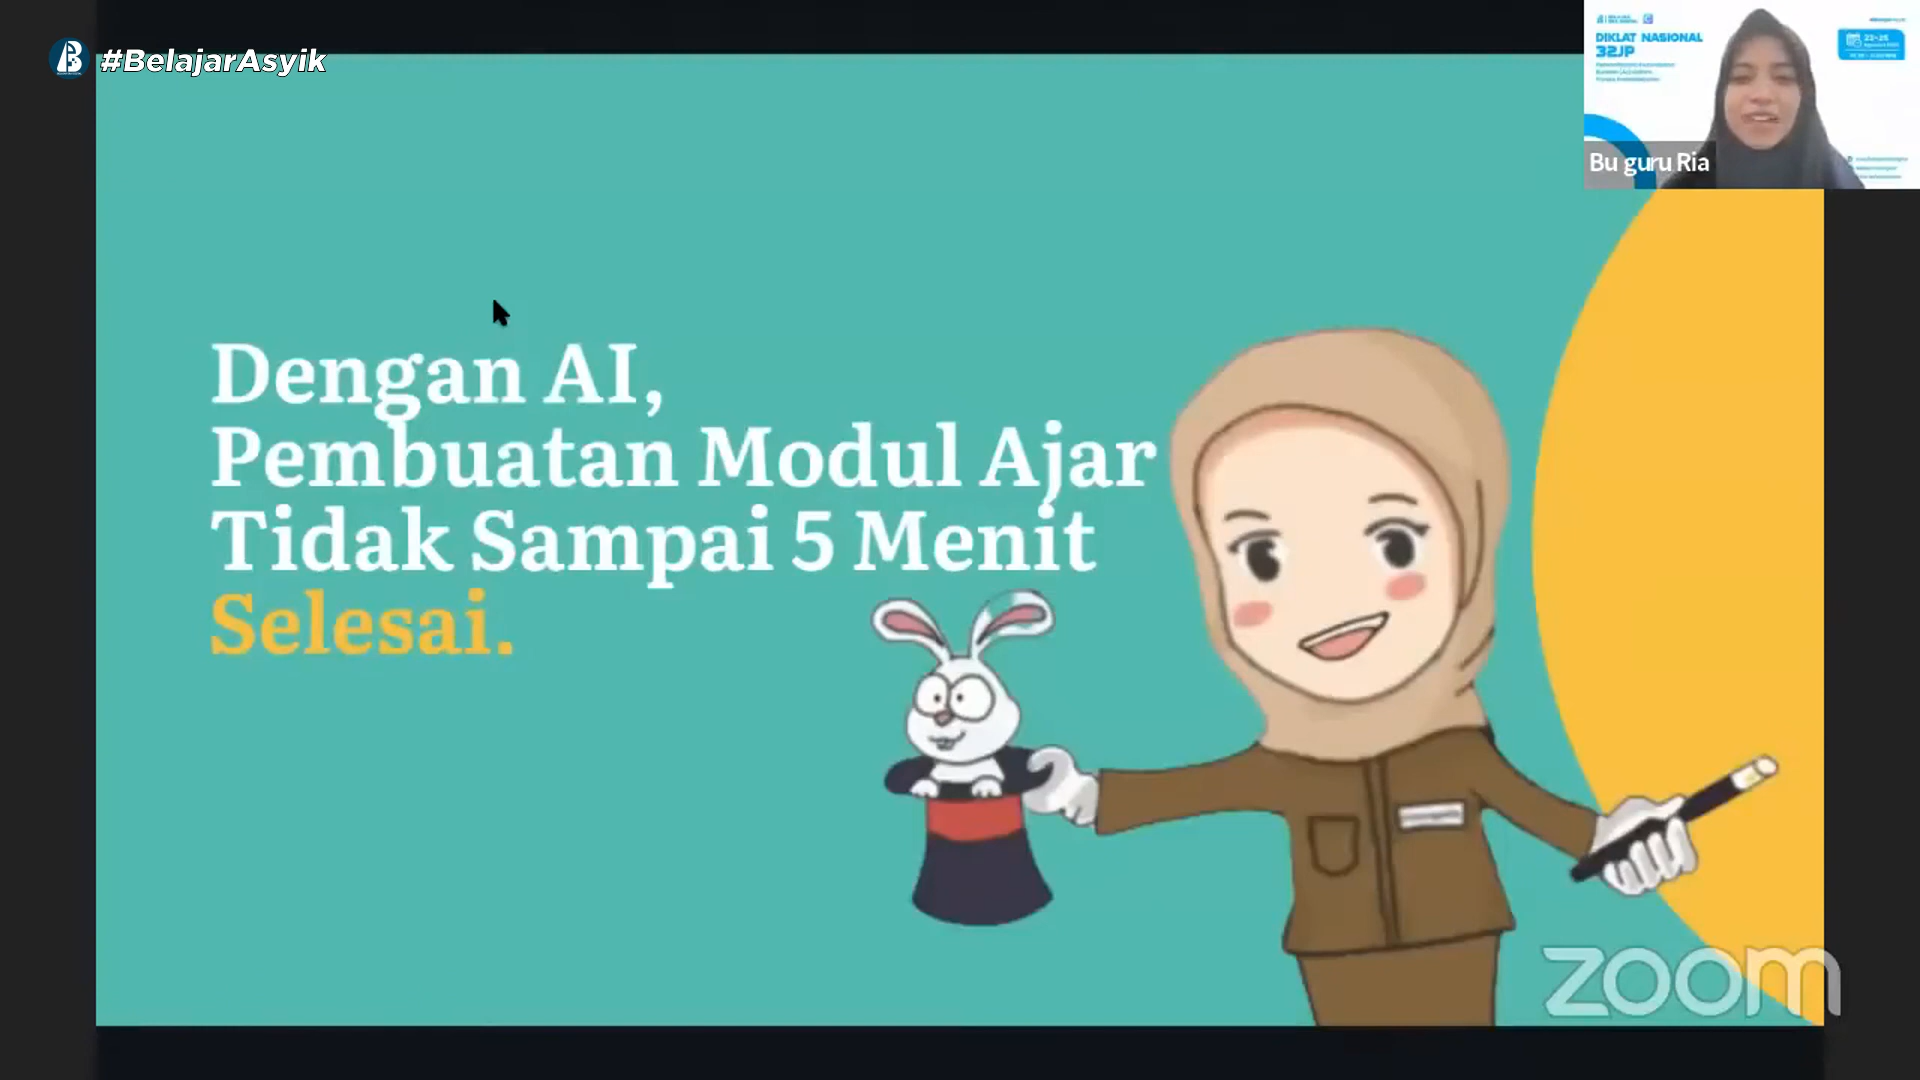 #BelajarAsyik
DIKLAT NASIONAL
32JP
Bu guru Ria
Dengan AI,
Pembuatan Modul Ajar
Tidak Sampai 5 Menit
Selesai.
zoom